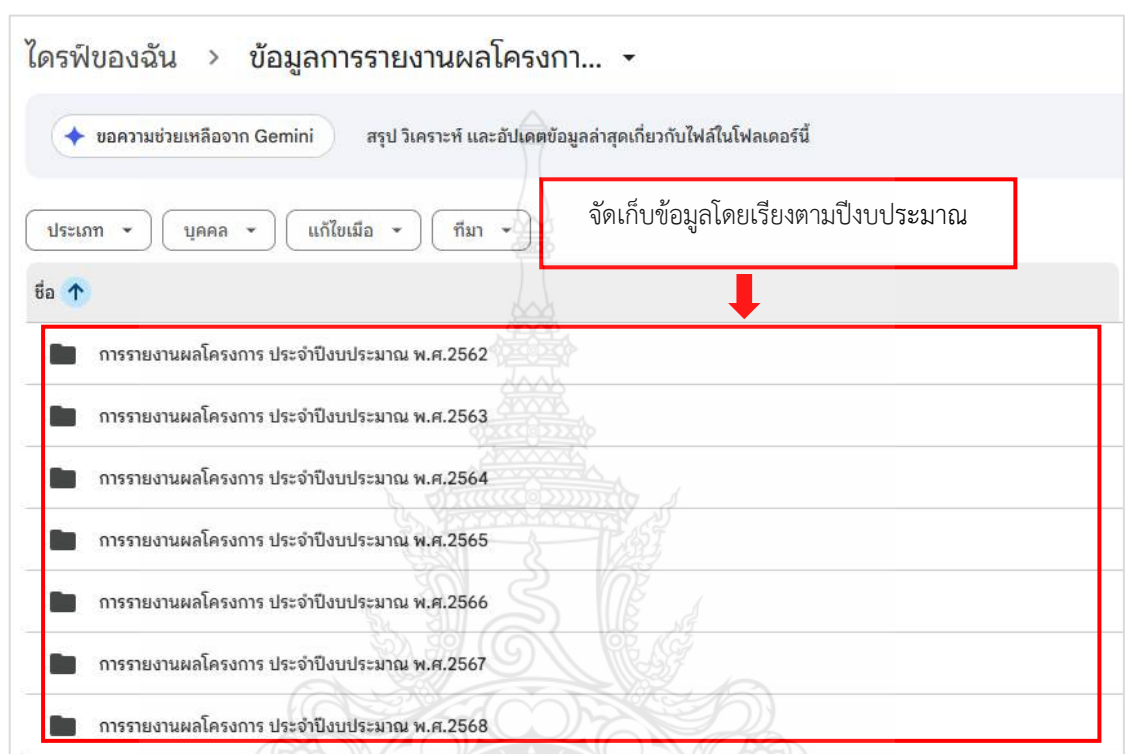 ไดรฟ์ของฉัน > ข้อมูลการรายงานผลโครงกา...
ขอความช่วยเหลือจาก Gemini สรุป วิเคราะห์ และอัปเดตข้อมูลล่าสุดเกี่ยวกับไฟล์ในโฟลเดอร์นี้
จัดเก็บข้อมูลโดยเรียงตามปีงบประมาณ
ประเภท บุคคล แก้ไขเมื่อ ที่มา
ชื่อ
การรายงานผลโครงการ ประจำปีงบประมาณ พ.ศ.2562
การรายงานผลโครงการ ประจำปีงบประมาณ พ.ศ.2563
การรายงานผลโครงการ ประจำปีงบประมาณ พ.ศ.2564
การรายงานผลโครงการ ประจำปีงบประมาณ พ.ศ.2565
การรายงานผลโครงการ ประจำปีงบประมาณ พ.ศ.2566
การรายงานผลโครงการ ประจำปีงบประมาณ พ.ศ.2567
การรายงานผลโครงการ ประจำปีงบประมาณ พ.ศ.2568